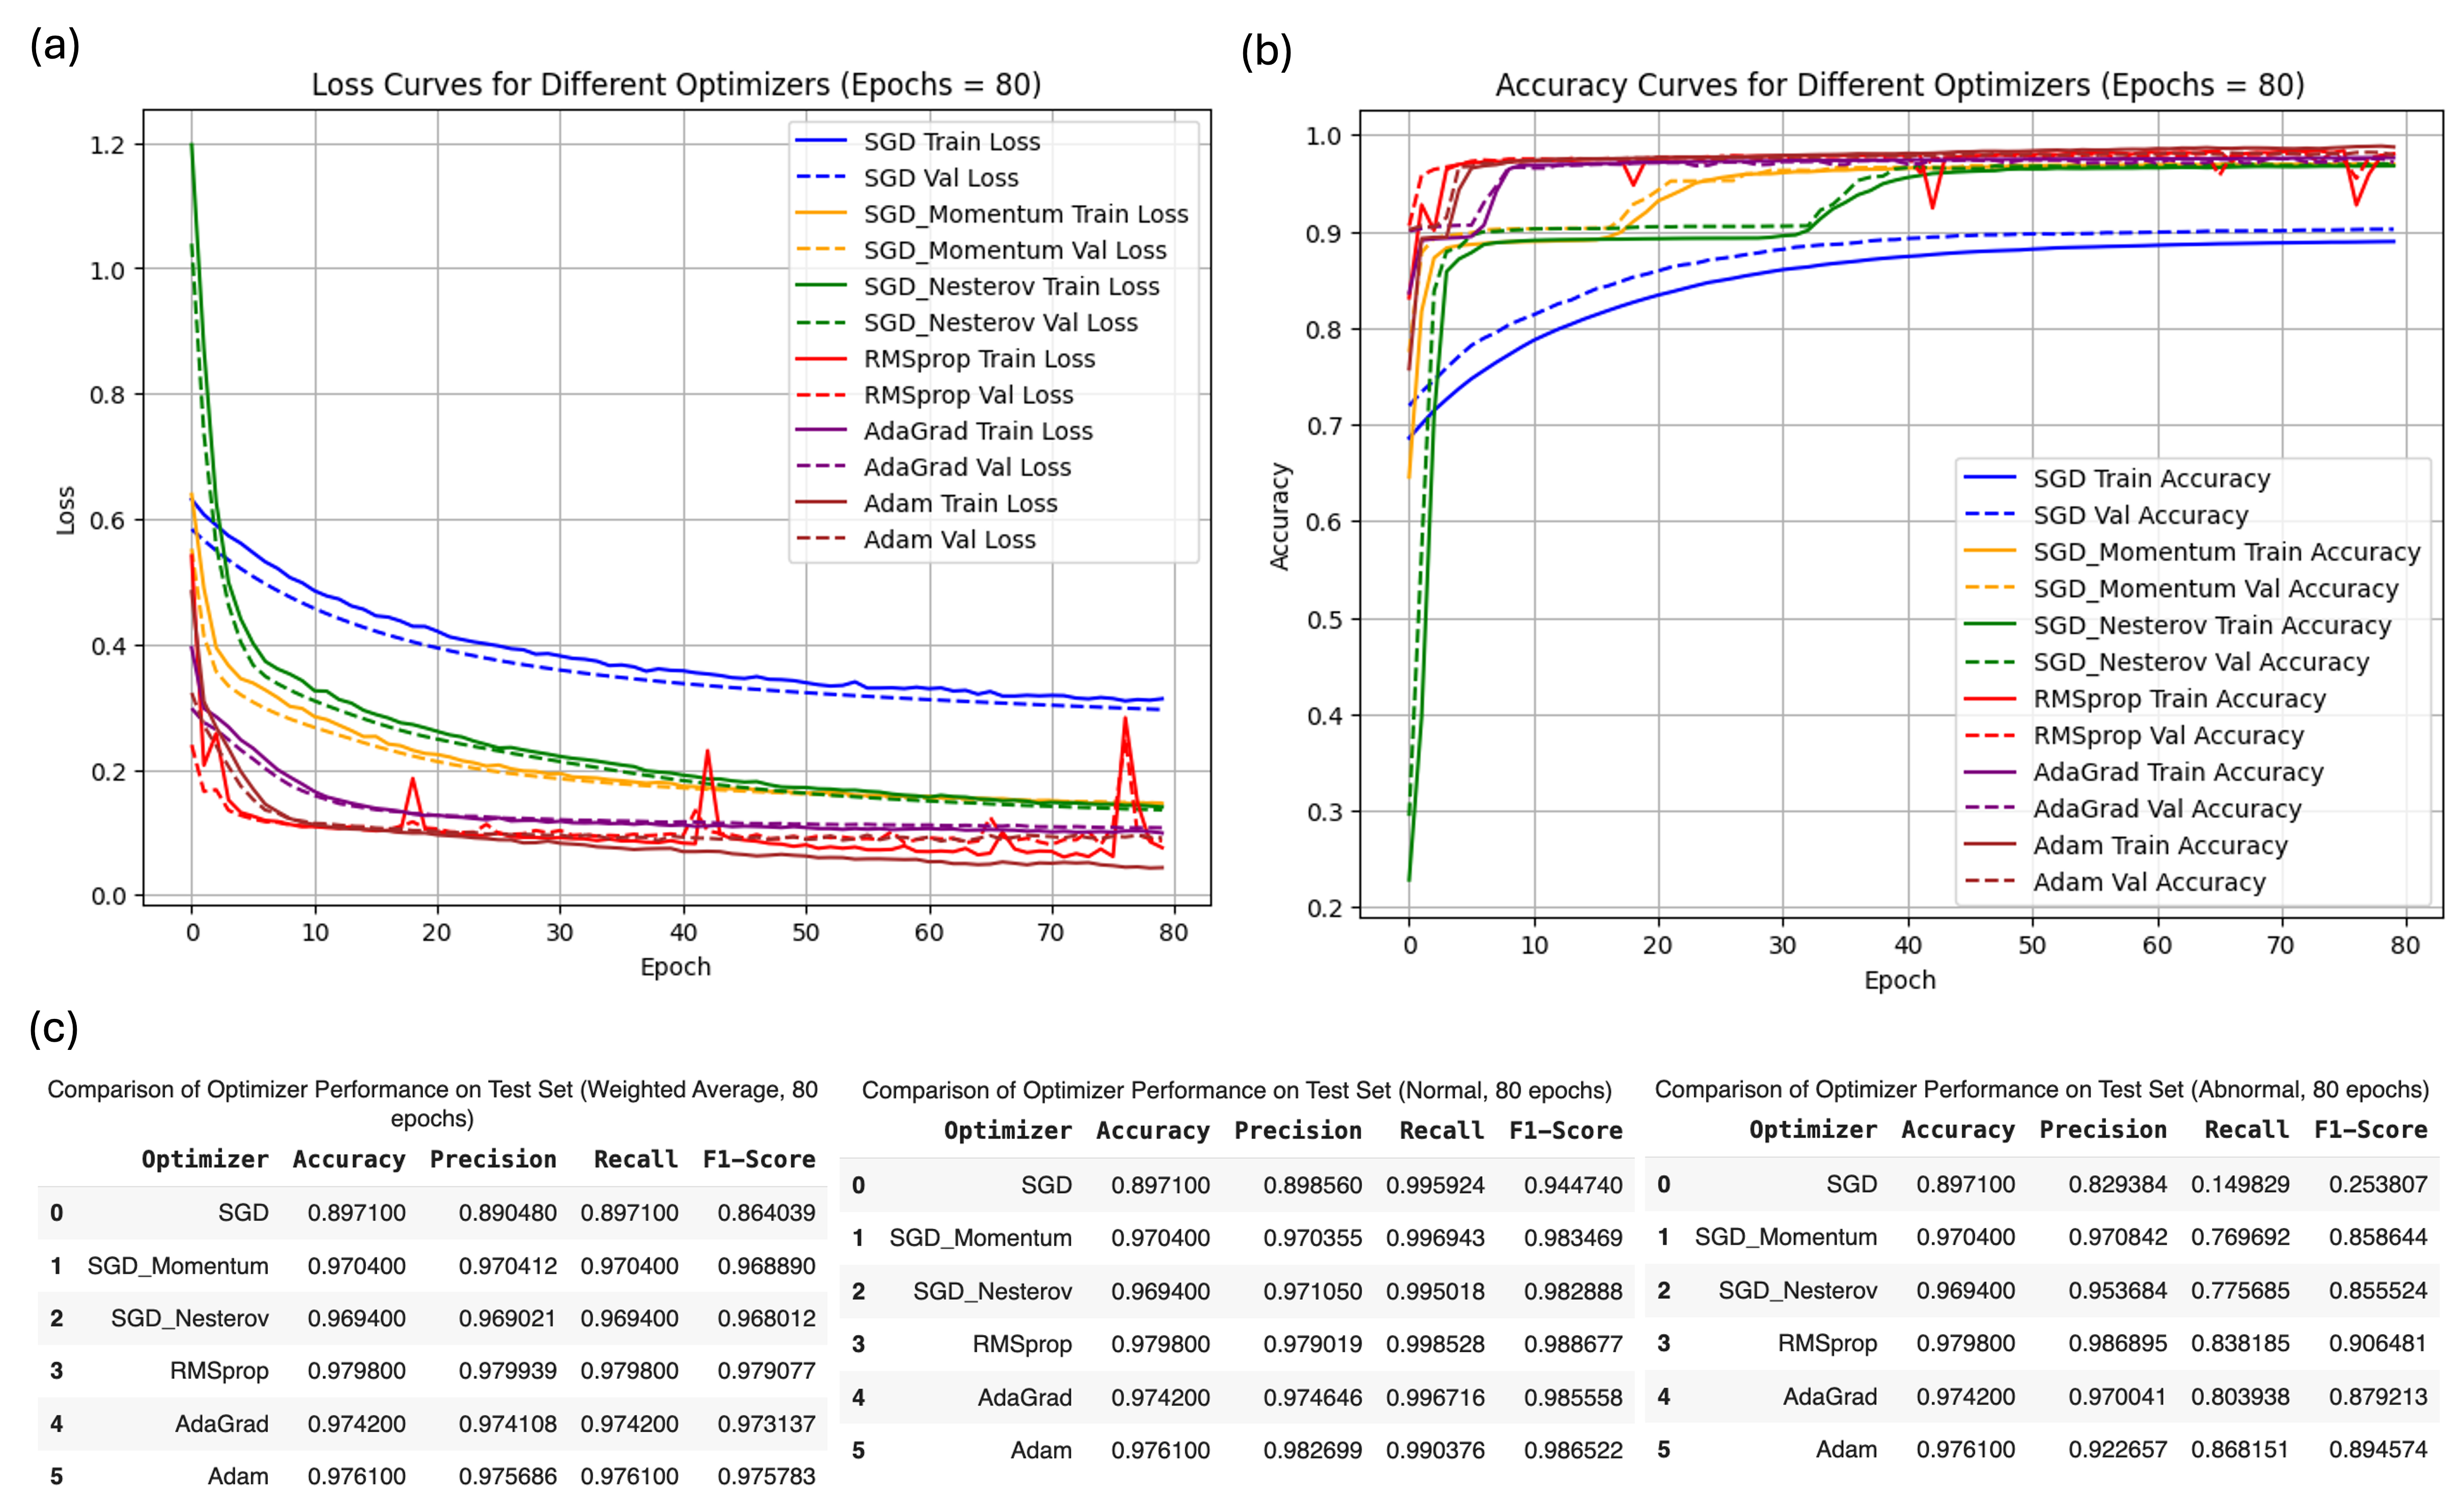 (a)
Loss Curves for Different Optimizers (Epochs = 80)
1.2
1.0
0.8
0.6
0.4
0.2
0.0
Loss
0 10 20 30 40 50 60 70 80
Epoch
SGD Train Loss
SGD Val Loss
SGD_Momentum Train Loss
SGD_Momentum Val Loss
SGD_Nesterov Train Loss
SGD_Nesterov Val Loss
RMSprop Train Loss
RMSprop Val Loss
AdaGrad Train Loss
AdaGrad Val Loss
Adam Train Loss
Adam Val Loss
(b)
Accuracy Curves for Different Optimizers (Epochs = 80)
1.0
0.9
0.8
0.7
0.6
0.5
0.4
0.3
0.2
Accuracy
0 10 20 30 40 50 60 70 80
Epoch
SGD Train Accuracy
SGD Val Accuracy
SGD_Momentum Train Accuracy
SGD_Momentum Val Accuracy
SGD_Nesterov Train Accuracy
SGD_Nesterov Val Accuracy
RMSprop Train Accuracy
RMSprop Val Accuracy
AdaGrad Train Accuracy
AdaGrad Val Accuracy
Adam Train Accuracy
Adam Val Accuracy
(c)
Comparison of Optimizer Performance on Test Set (Weighted Average, 80
epochs)
Optimizer Accuracy Precision Recall F1-Score
0 SGD 0.897100 0.890480 0.897100 0.864039
1 SGD_Momentum 0.970400 0.970412 0.970400 0.968890
2 SGD_Nesterov 0.969400 0.969021 0.969400 0.968012
3 RMSprop 0.979800 0.979939 0.979800 0.979077
4 AdaGrad 0.974200 0.974108 0.974200 0.973137
5 Adam 0.976100 0.975686 0.976100 0.975783
Comparison of Optimizer Performance on Test Set (Normal, 80 epochs)
Optimizer Accuracy Precision Recall F1-Score
0 SGD 0.897100 0.898560 0.995924 0.944740
1 SGD_Momentum 0.970400 0.970355 0.996943 0.983469
2 SGD_Nesterov 0.969400 0.971050 0.995018 0.982888
3 RMSprop 0.979800 0.979019 0.998528 0.988677
4 AdaGrad 0.974200 0.974646 0.996716 0.985558
5 Adam 0.976100 0.982699 0.990376 0.986522
Comparison of Optimizer Performance on Test Set (Abnormal, 80 epochs)
Optimizer Accuracy Precision Recall F1-Score
0 SGD 0.897100 0.829384 0.149829 0.253807
1 SGD_Momentum 0.970400 0.970842 0.769692 0.858644
2 SGD_Nesterov 0.969400 0.953684 0.775685 0.855524
3 RMSprop 0.979800 0.986895 0.838185 0.906481
4 AdaGrad 0.974200 0.970041 0.803938 0.879213
5 Adam 0.976100 0.922657 0.868151 0.894574